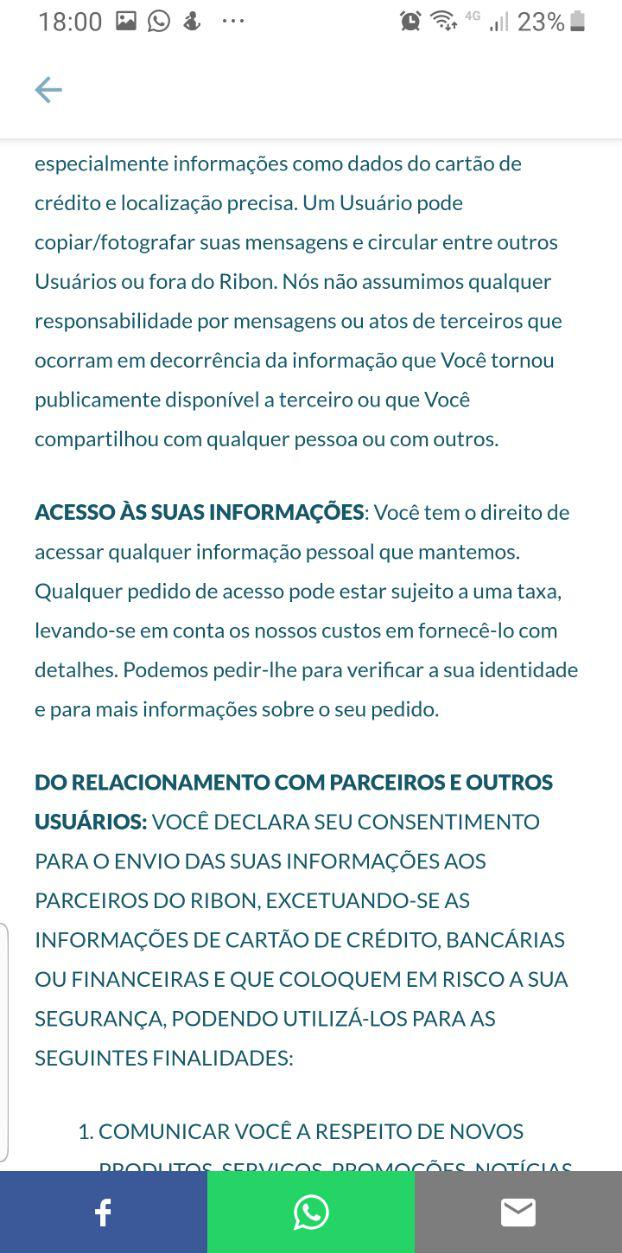 18:00
4G
23%
especialmente informações como dados do cartão de
crédito e localização precisa. Um Usuário pode
copiar/fotografar suas mensagens e circular entre outros
Usuários ou fora do Ribon. Nós não assumimos qualquer
responsabilidade por mensagens ou atos de terceiros que
ocorram em decorrência da informação que Você tornou
publicamente disponível a terceiro ou que Você
compartilhou com qualquer pessoa ou com outros.
ACESSO ÀS SUAS INFORMAÇÕES: Você tem o direito de
acessar qualquer informação pessoal que mantemos.
Qualquer pedido de acesso pode estar sujeito a uma taxa,
levando-se em conta os nossos custos em fornecê-lo com
detalhes. Podemos pedir-lhe para verificar a sua identidade
e para mais informações sobre o seu pedido.
DO RELACIONAMENTO COM PARCEIROS E OUTROS
USUÁRIOS: VOCÊ DECLARA SEU CONSENTIMENTO
PARA O ENVIO DAS SUAS INFORMAÇÕES AOS
PARCEIROS DO RIBON, EXCETUANDO-SE AS
INFORMAÇÕES DE CARTÃO DE CRÉDITO, BANCÁRIAS
OU FINANCEIRAS E QUE COLOQUEM EM RISCO A SUA
SEGURANÇA, PODENDO UTILIZÁ-LOS PARA AS
SEGUINTES FINALIDADES:
1. COMUNICAR VOCÊ A RESPEITO DE NOVOS
PRODUTOS, SERVIÇOS, PROMOÇÕES, NOTÍCIAS